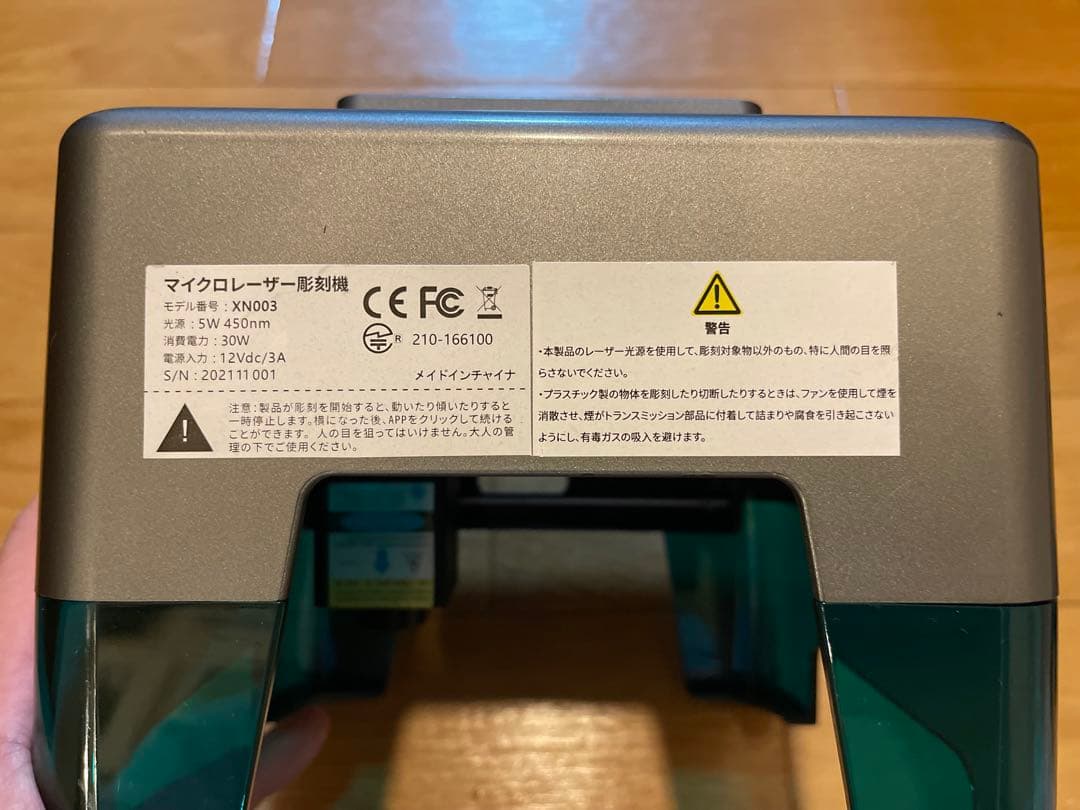 マイクロレーザー彫刻機
モデル番号：XN003
光源：5W 450nm
消費電力：30W
電源入力：12Vdc/3A
S/N：202111001
CE FC
R 210-166100
メイドインチャイナ
注意：製品が彫刻を開始すると、動いたり傾いたりすると
一時停止します。横になった後、APPをクリックして続ける
ことができます。人の目を狙ってはいけません。大人の管
理の下でご使用ください。
警告
・本製品のレーザー光源を使用して、彫刻対象物以外のもの、特に人間の目を照
らさないでください。
・プラスチック製の物体を彫刻したり切断したりするときは、ファンを使用して煙を
消散させ、煙がトランスミッション部品に付着して詰まりや腐食を引き起こさない
ようにし、有毒ガスの吸入を避けます。